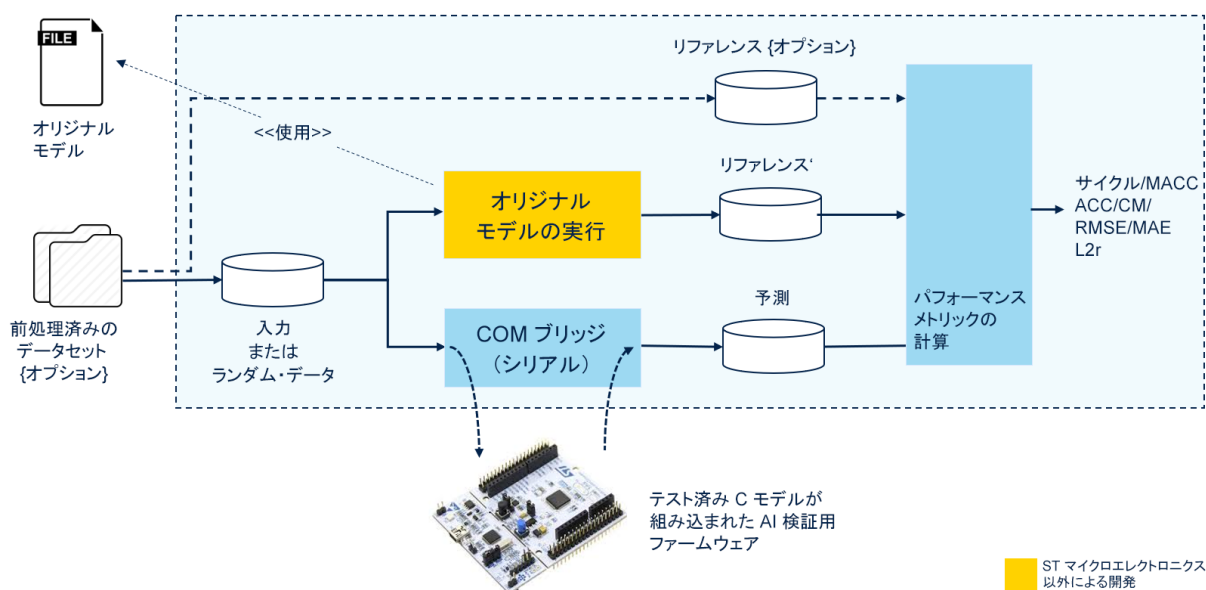 FILE
オリジナル
モデル
<<使用>>
リファレンス {オプション}
オリジナル
モデルの実行
リファレンス‘
サイクル/MACC
ACC/CM/
RMSE/MAE
L2r
前処理済みの
データセット
{オプション}
入力
または
ランダム・データ
COM ブリッジ
（シリアル）
予測
パフォーマンス
メトリックの
計算
テスト済み C モデルが
組み込まれた AI 検証用
ファームウェア
ST マイクロエレクトロニクス
以外による開発